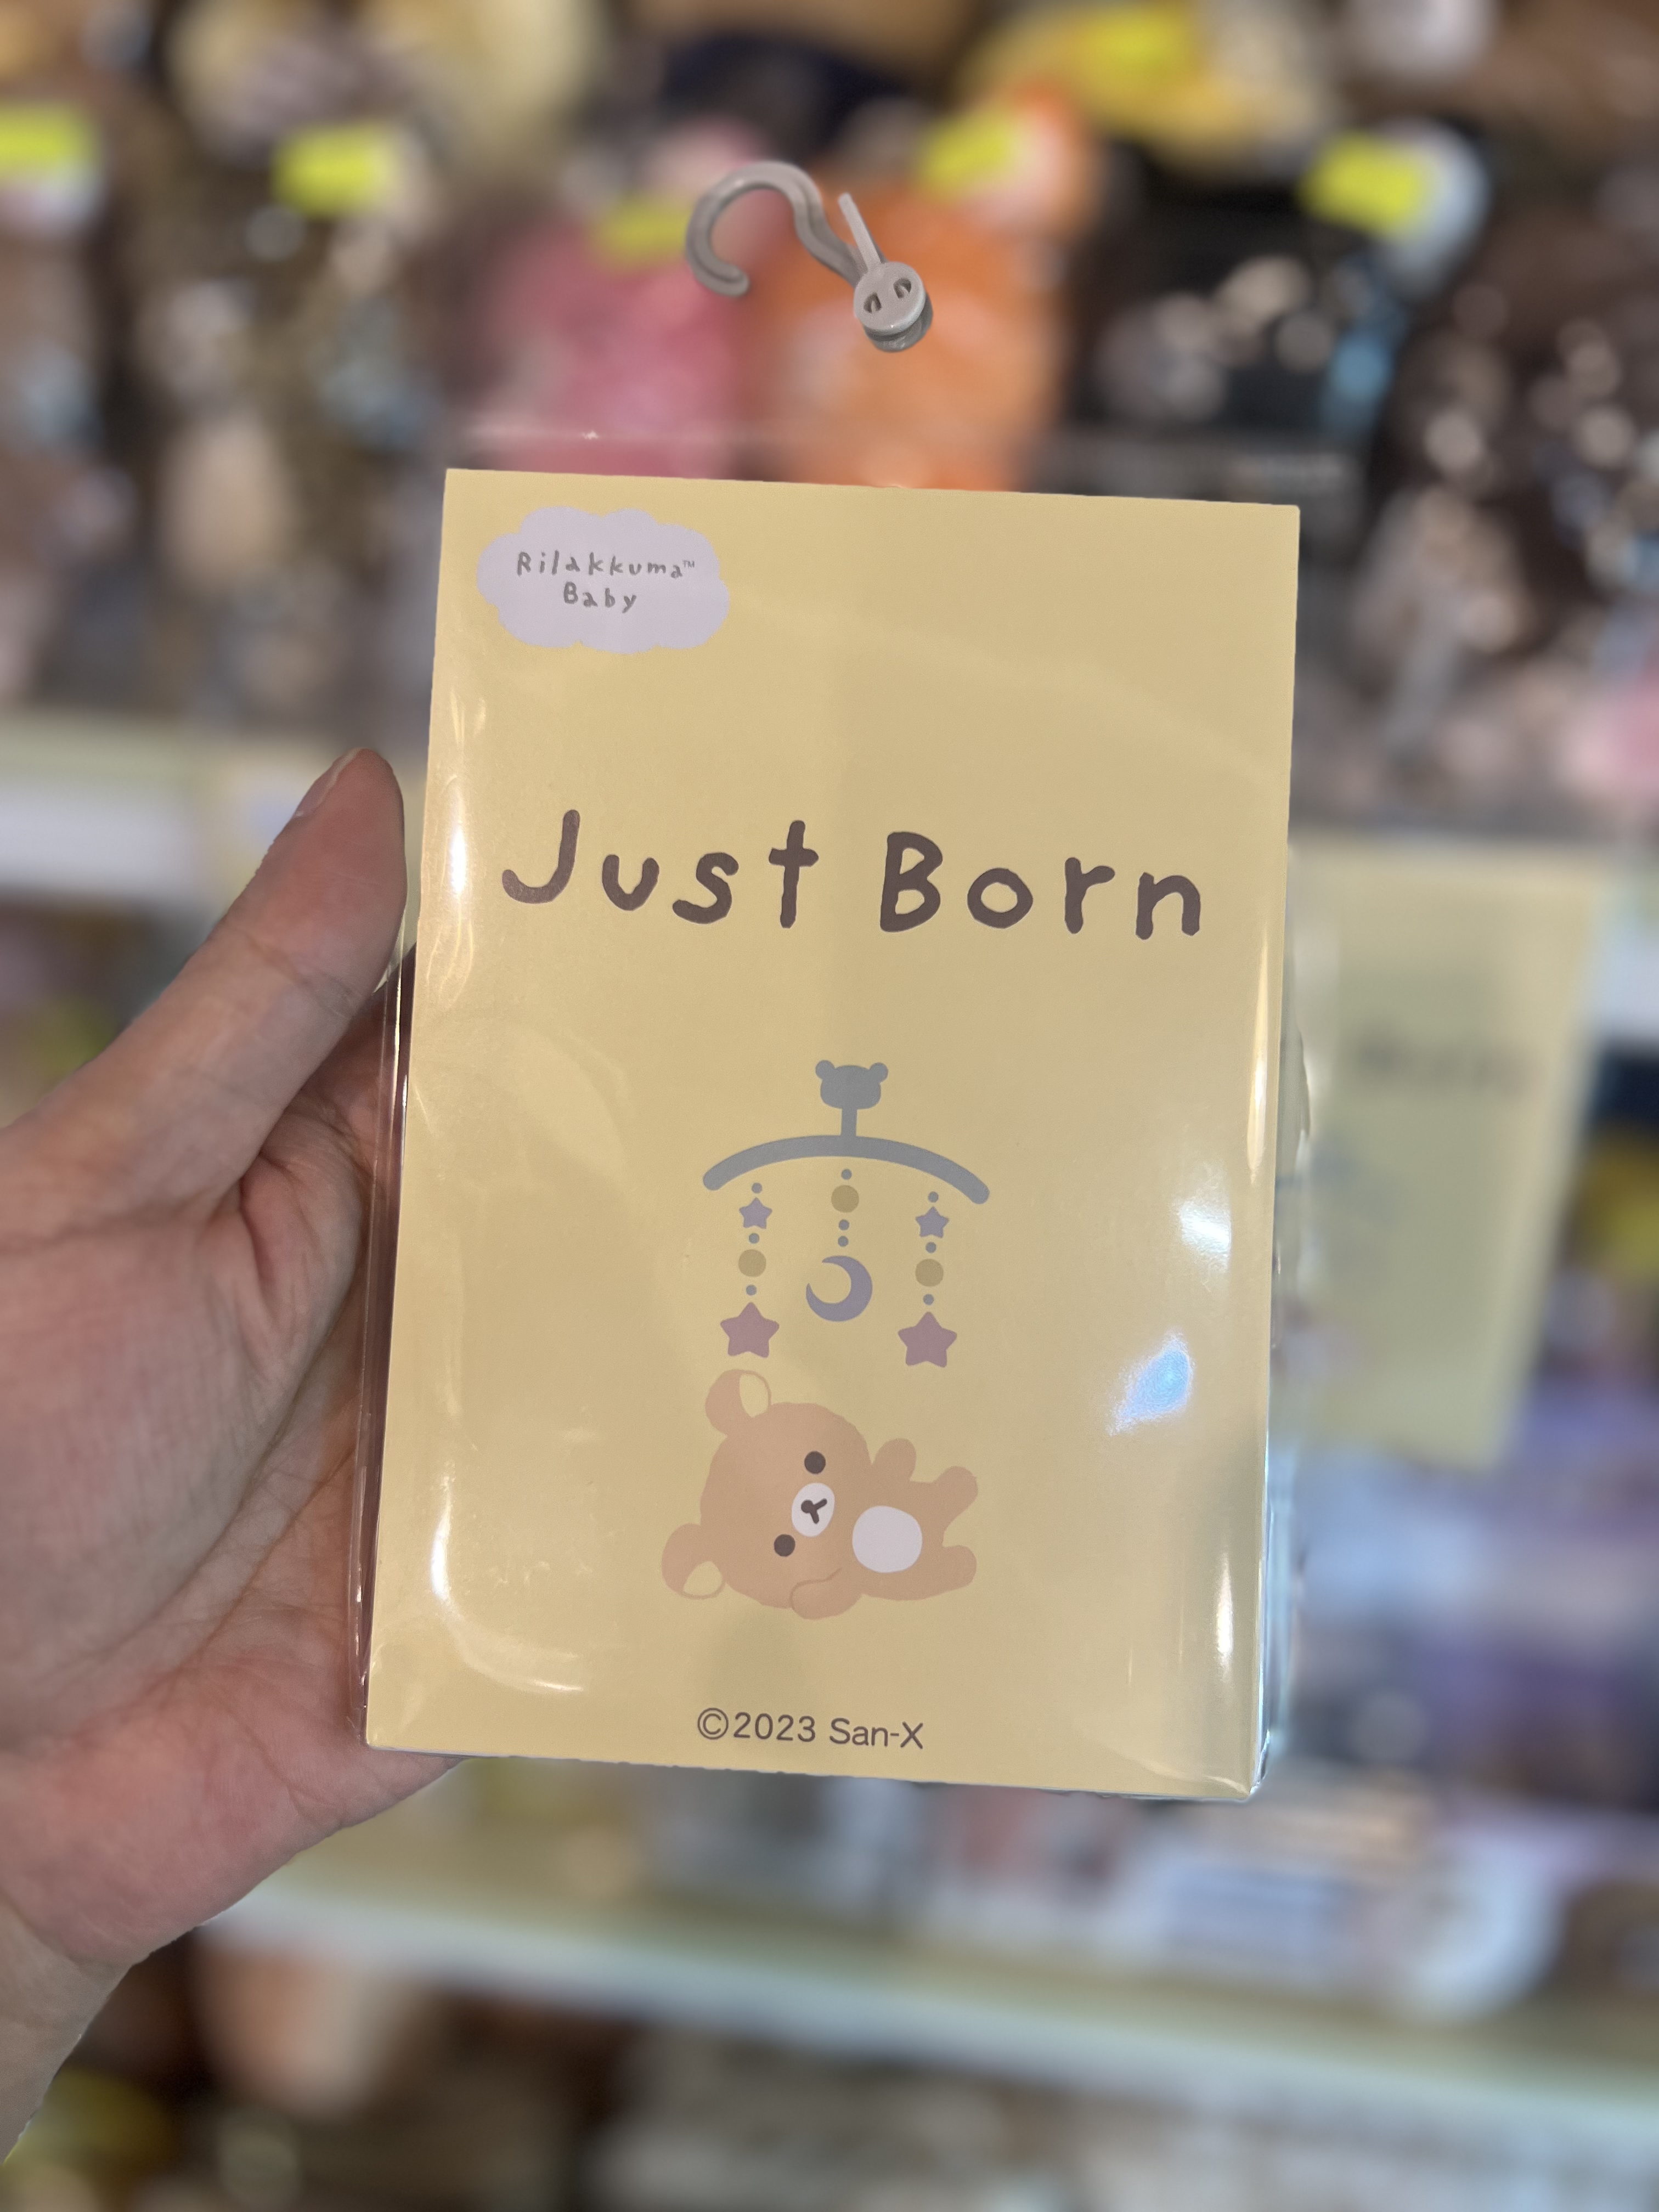 Rilakkuma™
Baby
Just Born
©2023 San-X